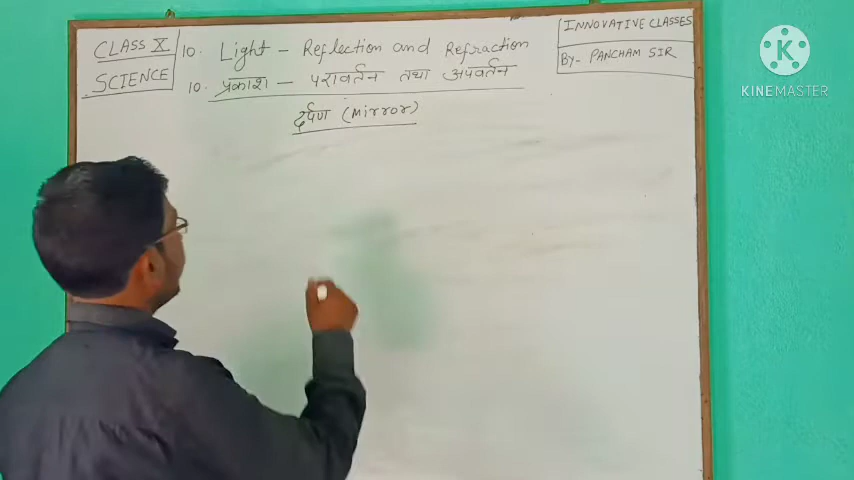 CLASS X
SCIENCE
10. Light - Reflection and Refraction
10. प्रकाश - परावर्तन तथा अपवर्तन
दर्पण (Mirror)
INNOVATIVE CLASSES
By- PANCHAM SIR
KINEMASTER